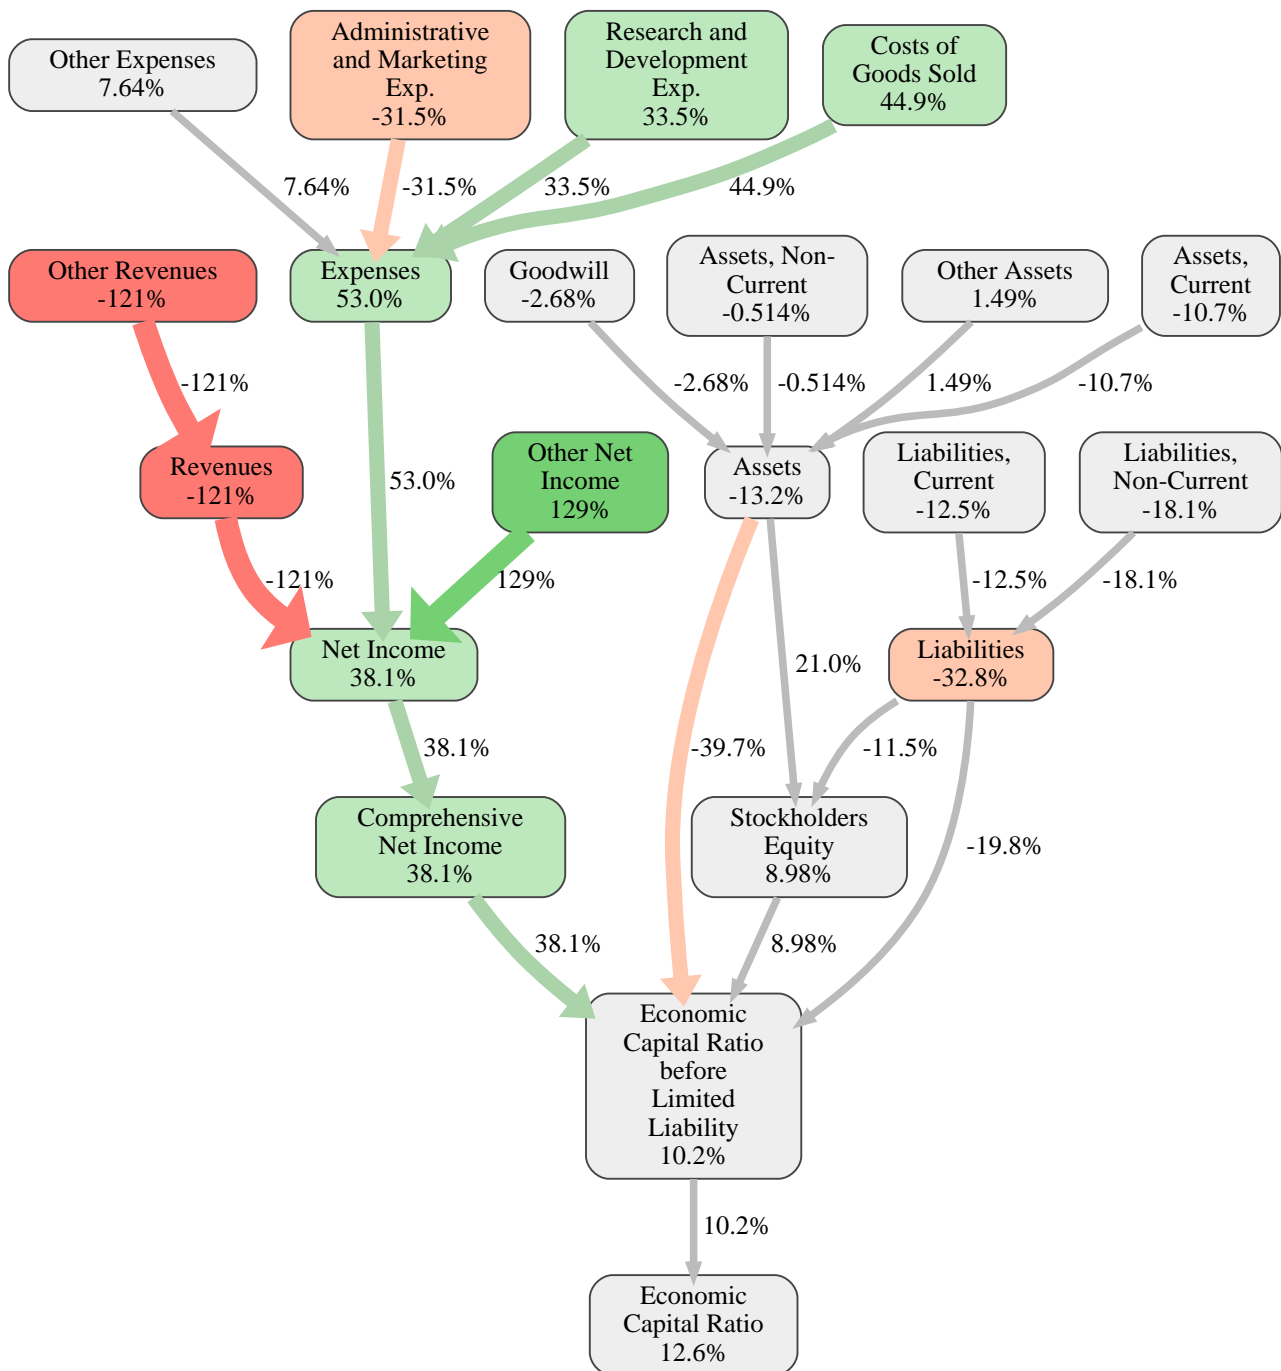 Other Expenses
7.64%
Administrative
and Marketing
Exp.
-31.5%
Research and
Development
Exp.
33.5%
Costs of
Goods Sold
44.9%
7.64%
-31.5%
33.5%
44.9%
Other Revenues
-121%
Expenses
53.0%
Goodwill
-2.68%
Assets, Non-
Current
-0.514%
Other Assets
1.49%
Assets,
Current
-10.7%
-121%
-2.68%
-0.514%
1.49%
-10.7%
Revenues
-121%
53.0%
Other Net
Income
129%
Assets
-13.2%
Liabilities,
Current
-12.5%
Liabilities,
Non-Current
-18.1%
-121%
129%
-12.5%
-18.1%
Net Income
38.1%
21.0%
Liabilities
-32.8%
38.1%
-39.7%
-11.5%
Comprehensive
Net Income
38.1%
Stockholders
Equity
8.98%
-19.8%
38.1%
8.98%
Economic
Capital Ratio
before
Limited
Liability
10.2%
10.2%
Economic
Capital Ratio
12.6%